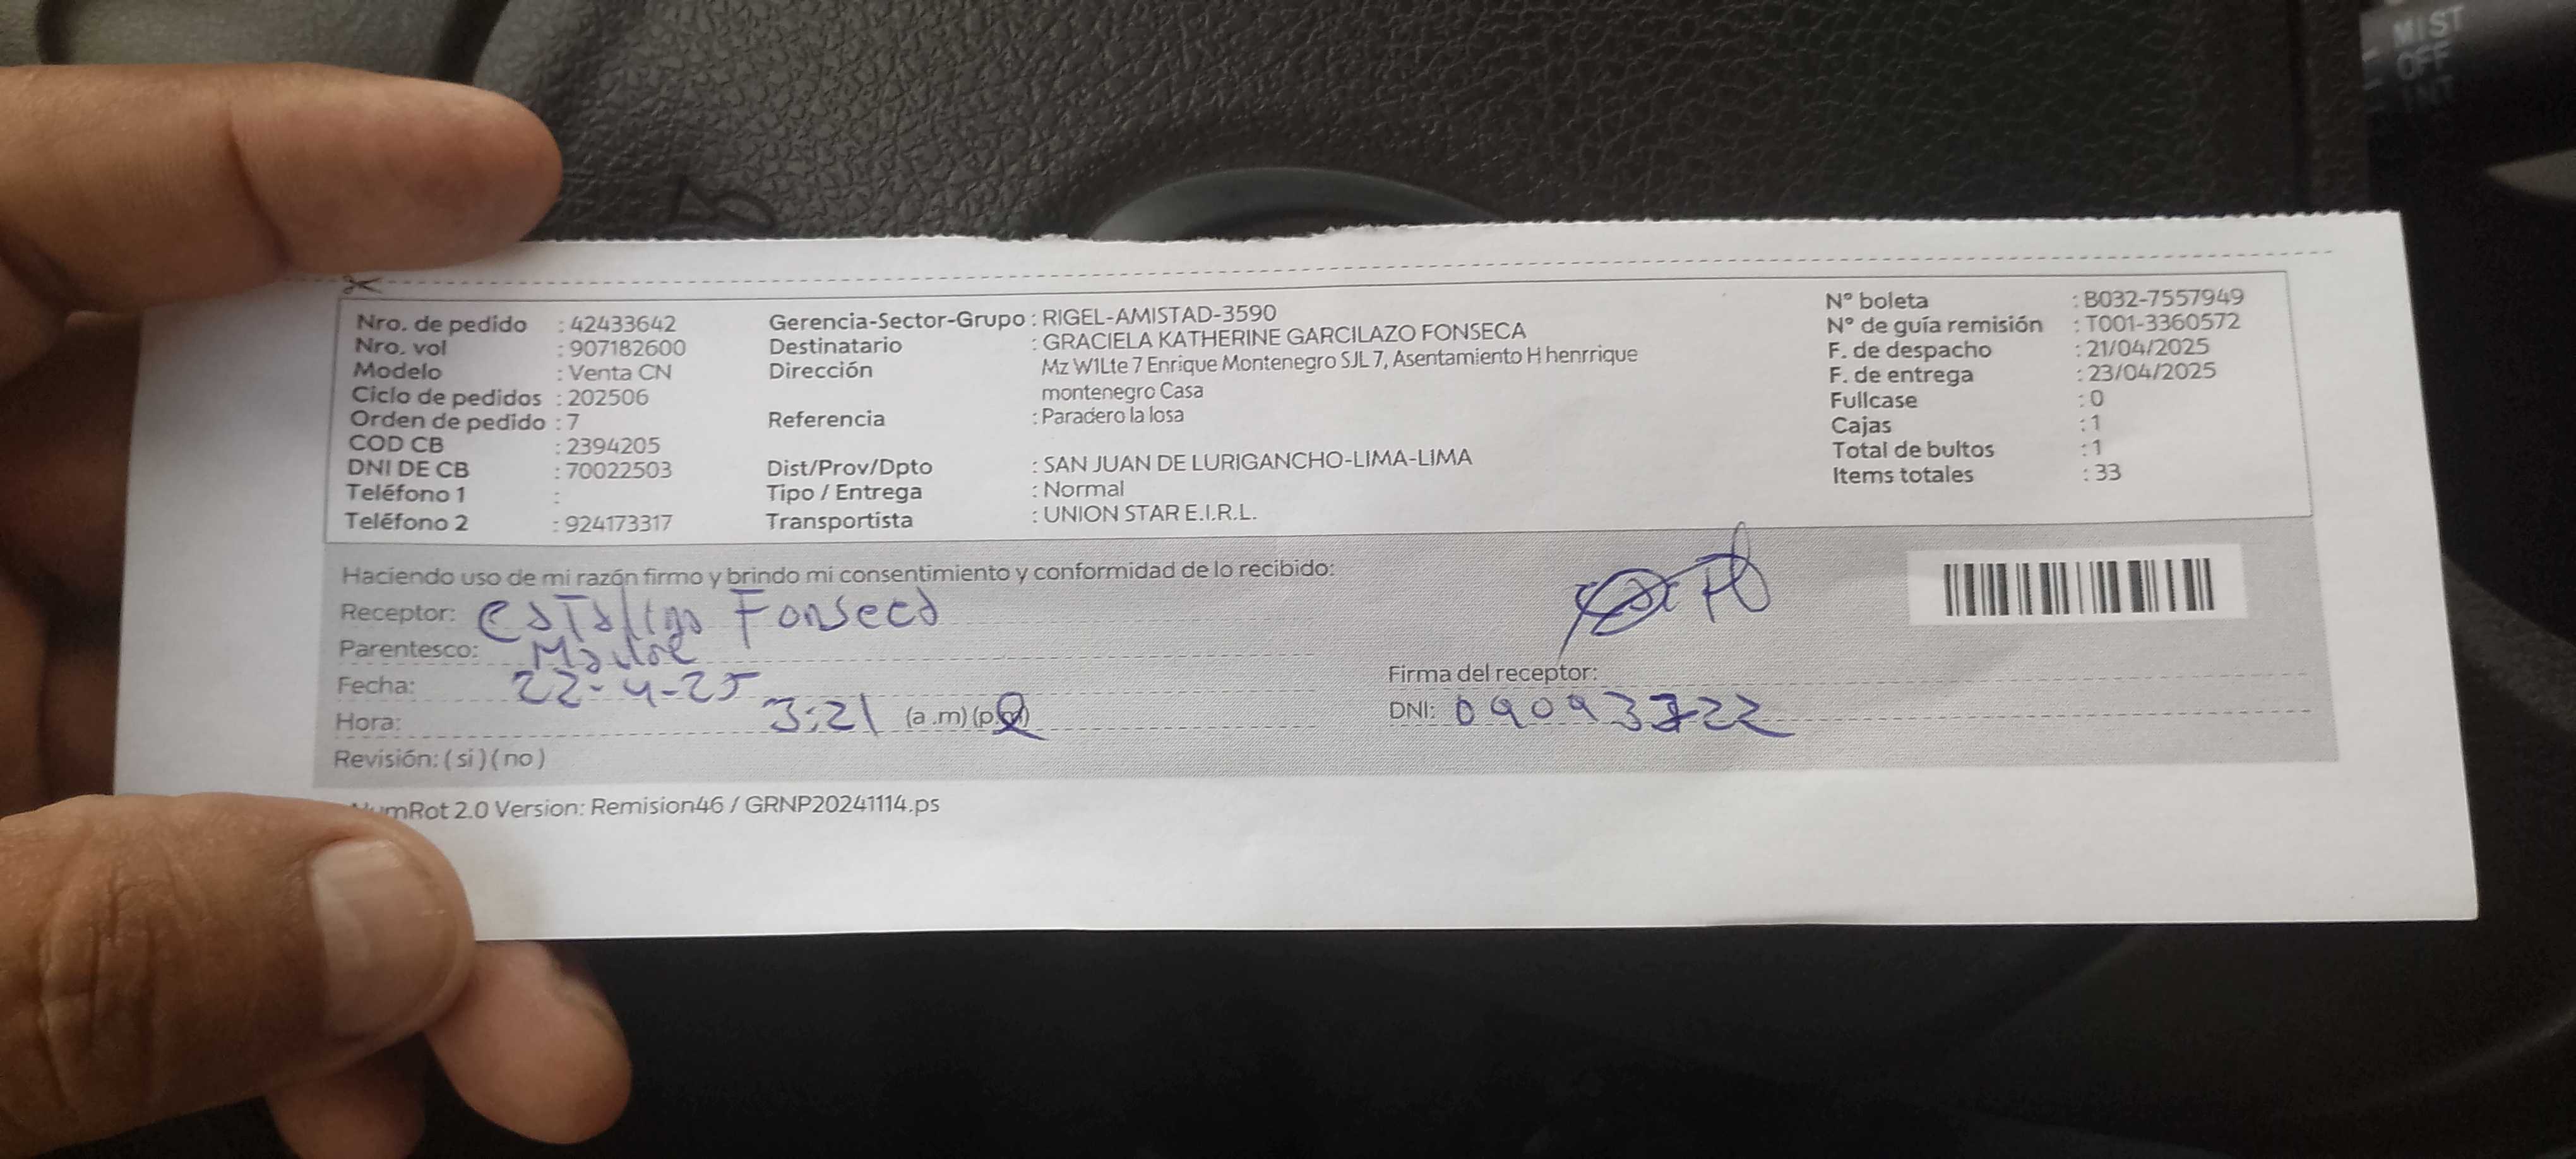 MIST
OFF
INT
Nro. de pedido : 42433642
Nro. vol : 907182600
Modelo : Venta CN
Ciclo de pedidos : 202506
Orden de pedido : 7
COD CB : 2394205
DNI DE CB : 70022503
Teléfono 1 :
Teléfono 2 : 924173317
Gerencia-Sector-Grupo : RIGEL-AMISTAD-3590
Destinatario : GRACIELA KATHERINE GARCILAZO FONSECA
Dirección Mz W1Lte 7 Enrique Montenegro SJL 7, Asentamiento H henrrique
montenegro Casa
Referencia : Paradero la losa
Dist/Prov/Dpto : SAN JUAN DE LURIGANCHO-LIMA-LIMA
Tipo / Entrega : Normal
Transportista : UNION STAR E.I.R.L.
N° boleta : B032-7557949
N° de guía remisión : T001-3360572
F. de despacho : 21/04/2025
F. de entrega : 23/04/2025
Fullcase : 0
Cajas : 1
Total de bultos : 1
Items totales : 33
Haciendo uso de mi razón firmo y brindo mi consentimiento y conformidad de lo recibido:
Receptor: Fonseca
Parentesco: Madre
Fecha: 22-4-25
Hora: 3:21 (a.m) (p.m)
Revisión: (si) (no)
Firma del receptor:
DNI:
mRot 2.0 Version: Remision46 / GRNP20241114.ps